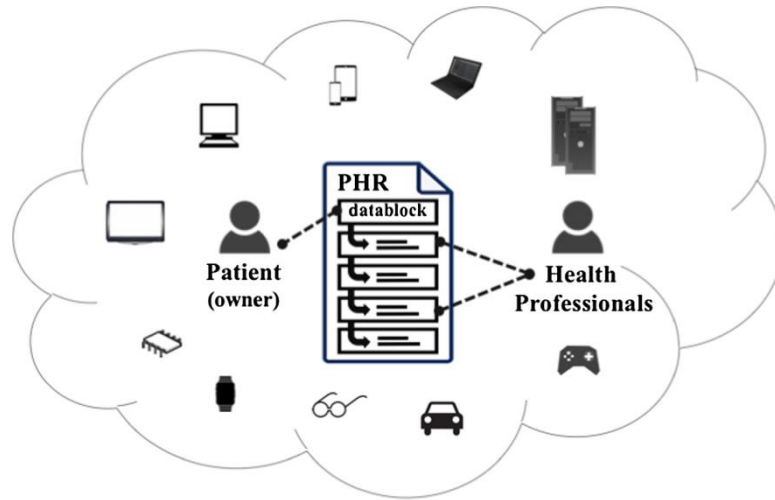 PHR
datablock
Patient
(owner)
Health
Professionals